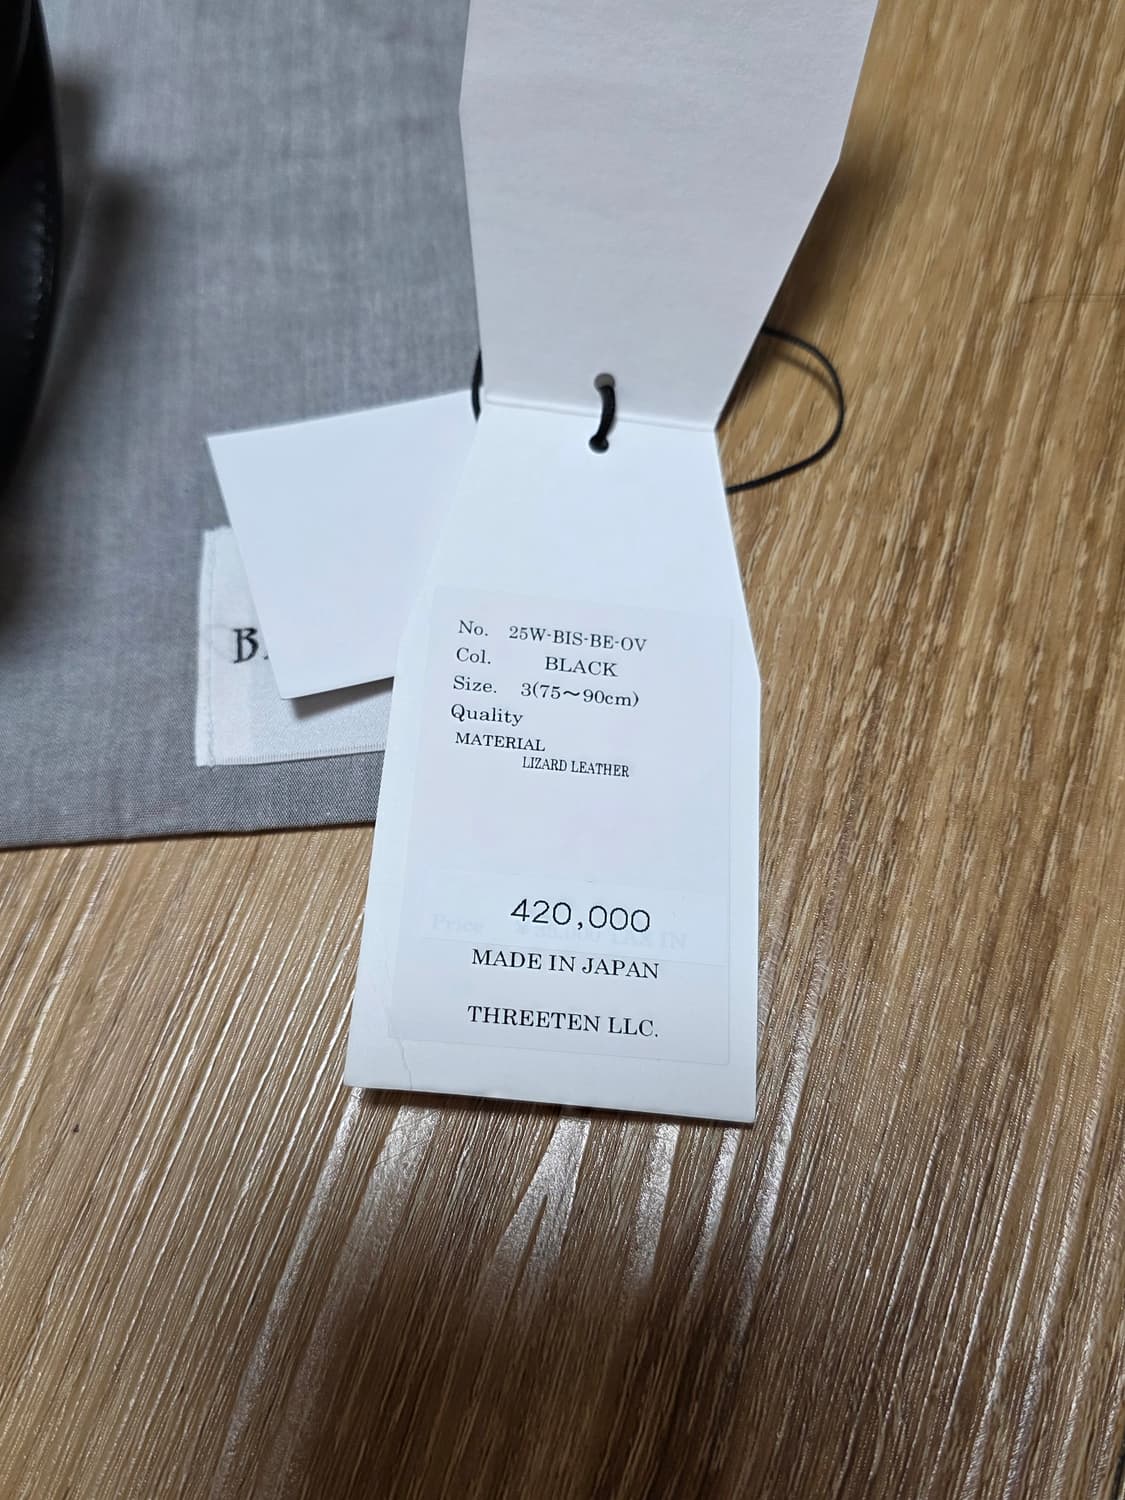 No. 25W-BIS-BE-OV
Col. BLACK
Size. 3(75〜90cm)
Quality
MATERIAL
LIZARD LEATHER
420,000
Price
MADE IN JAPAN
THREETEN LLC.
B